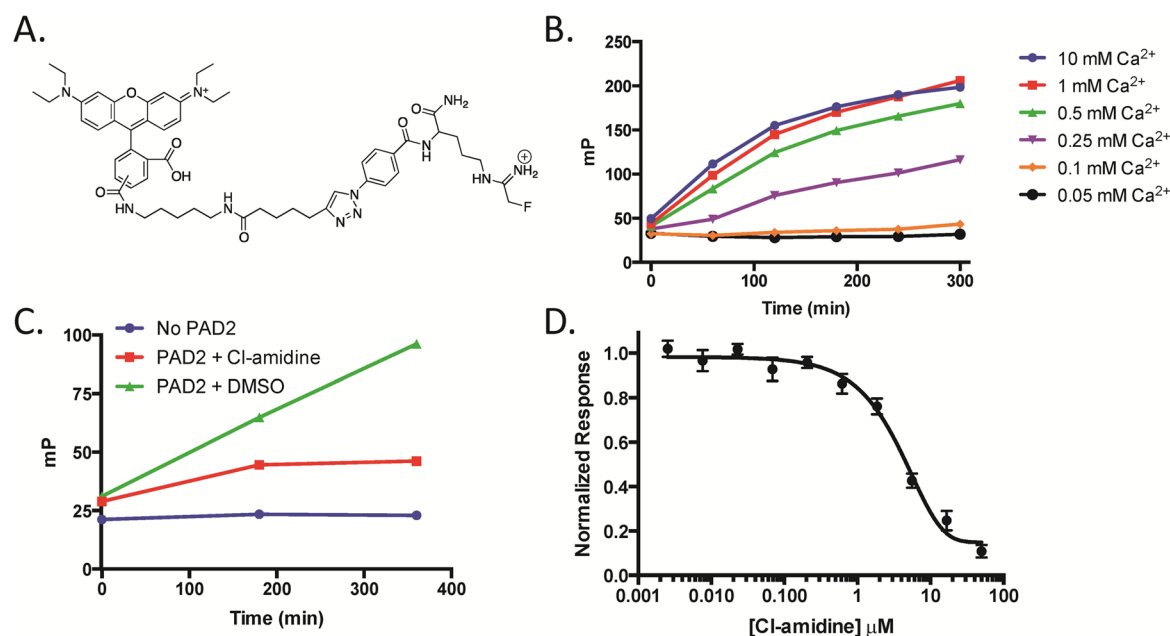 A.
N
O
N+
O
OH
O
HN
H
N
O
N
N=N
O
NH2
O
N
H
HN
NH2
+
F
B.
250
200
150
100
50
0
mP
0 100 200 300
Time (min)
10 mM Ca2+
1 mM Ca2+
0.5 mM Ca2+
0.25 mM Ca2+
0.1 mM Ca2+
0.05 mM Ca2+
C.
No PAD2
PAD2 + Cl-amidine
PAD2 + DMSO
100
75
50
25
0
mP
0 100 200 300 400
Time (min)
D.
1.0
0.8
0.6
0.4
0.2
0.0
Normalized Response
0.001 0.010 0.100 1 10 100
[Cl-amidine] μM